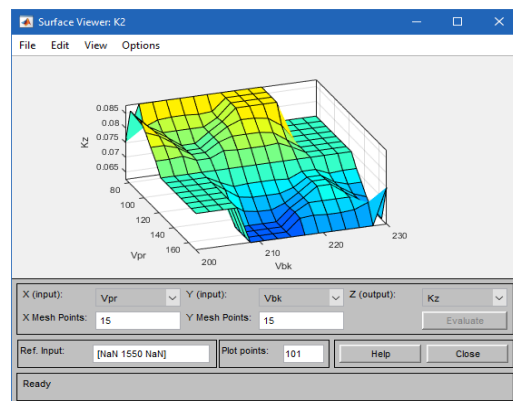 Surface Viewer: K2
File Edit View Options
0.085
0.08
0.075
0.07
0.065
Kz
80
100
120
140
160
Vpr
200
210
220
230
Vbk
X (input): Vpr Y (input): Vbk Z (output): Kz
X Mesh Points: 15 Y Mesh Points: 15 Evaluate
Ref. Input: [NaN 1550 NaN] Plot points: 101 Help Close
Ready